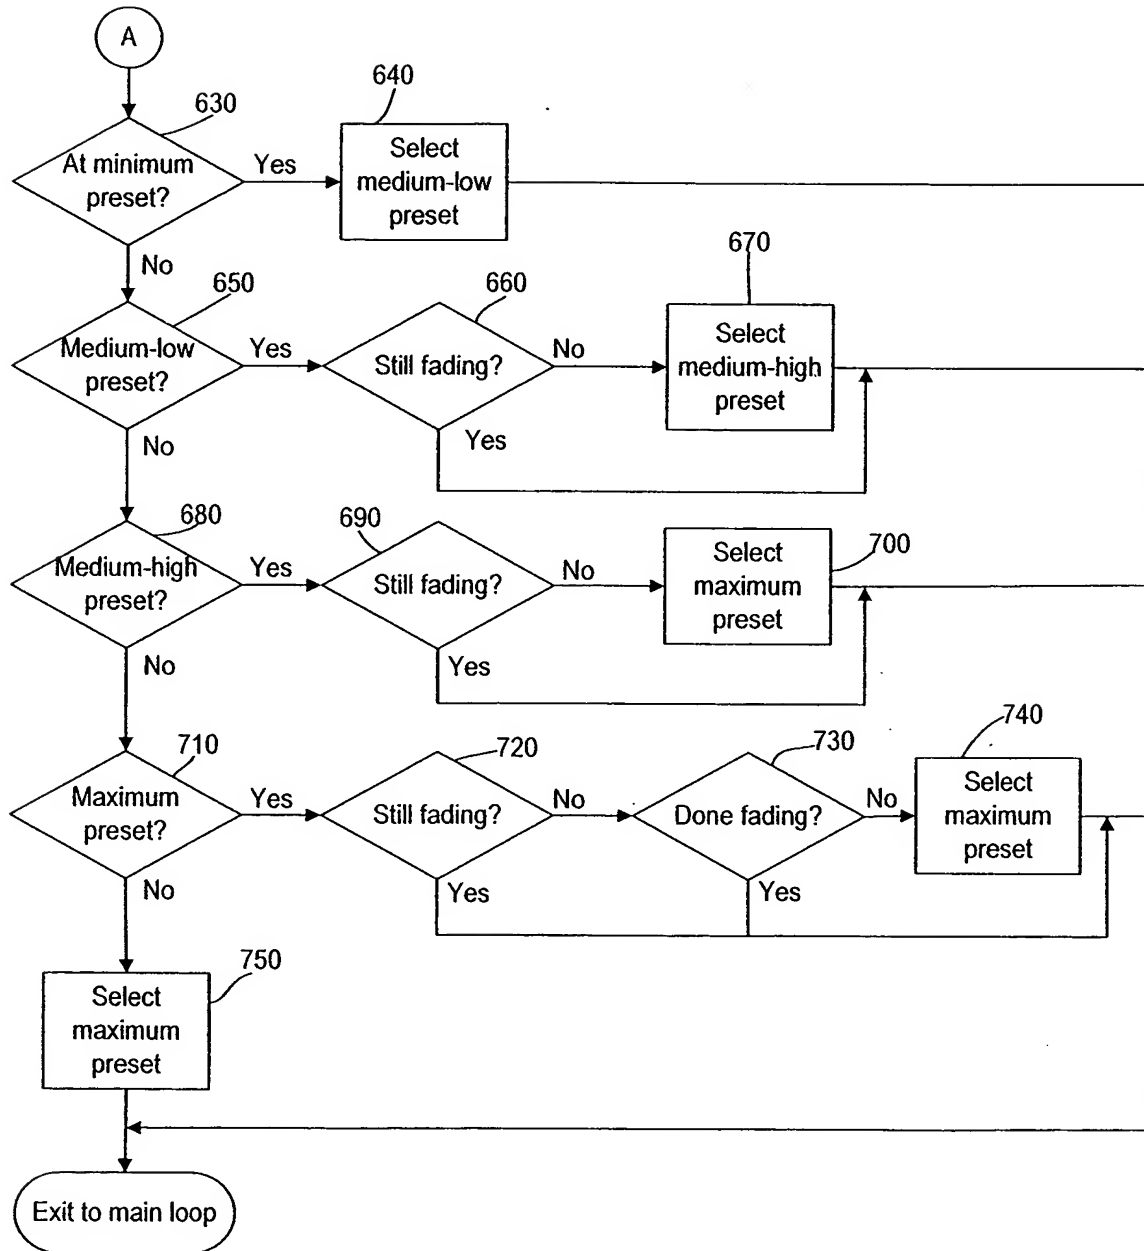 A
630
At minimum
preset?
Yes
640
Select
medium-low
preset
No
650
Medium-low
preset?
Yes
660
Still fading?
No
670
Select
medium-high
preset
Yes
No
680
Medium-high
preset?
Yes
690
Still fading?
No
Select
maximum
preset
700
Yes
No
710
Maximum
preset?
Yes
720
Still fading?
No
730
Done fading?
No
740
Select
maximum
preset
Yes
Yes
No
750
Select
maximum
preset
Exit to main loop